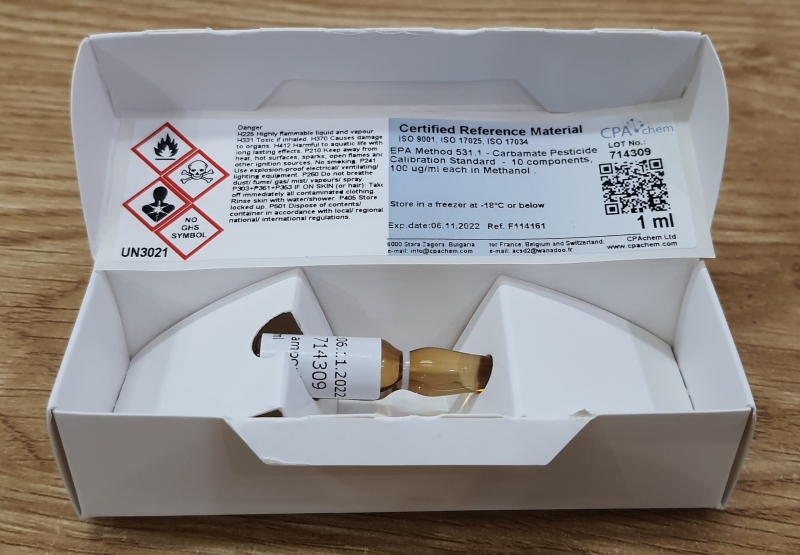 Danger
H225 Highly flammable liquid and vapour.
H331 Toxic if inhaled. H370 Causes damage
to organs. H412 Harmful to aquatic life with
long lasting effects. P210 Keep away from
heat, hot surfaces, sparks, open flames and
other ignition sources. No smoking. P241
Use explosion-proof electrical/ ventilating/
lighting equipment. P260 Do not breathe
dust/ fume/ gas/ mist/ vapours/ spray.
P303+P361+P353 IF ON SKIN (or hair): Take
off immediately all contaminated clothing.
Rinse skin with water/shower. P405 Store
locked up. P501 Dispose of contents/
container in accordance with local/ regional/
national/ international regulations.
NO
GHS
SYMBOL
UN3021
Certified Reference Material
ISO 9001, ISO 17025, ISO 17034
EPA Method 531.1 - Carbamate Pesticide
Calibration Standard - 10 components,
100 ug/ml each in Methanol .
Store in a freezer at -18°C or below
Exp.date:06.11.2022 Ref. F114161
6000 Stara Zagora, Bulgaria
e-mail: info@cpachem.com
for France, Belgium and Switzerland:
e-mail: acsd2@wanadoo.fr
CPAchem
LOT No.:
714309
1 ml
CPAchem Ltd
www.cpachem.com
06.11.2022
714309